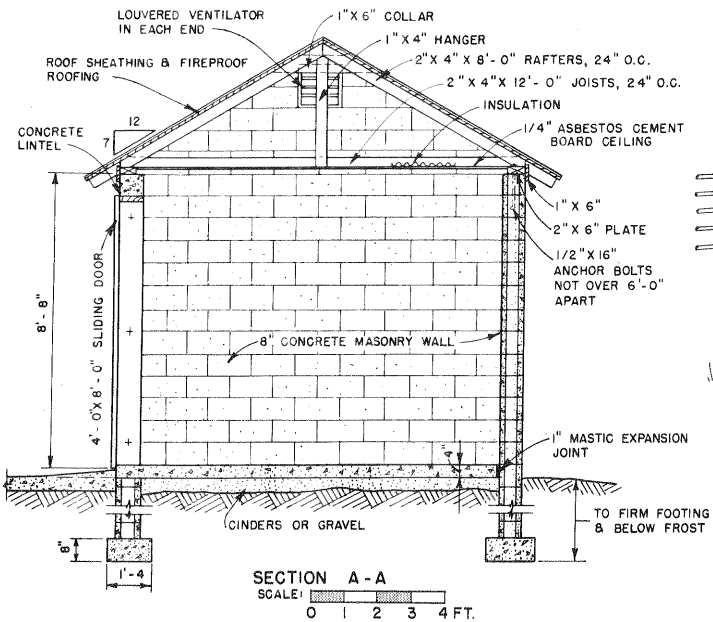 LOUVERED VENTILATOR
IN EACH END
1" X 6" COLLAR
1" X 4" HANGER
2" X 4" X 8'-0" RAFTERS, 24" O.C.
2" X 4" X 12'-0" JOISTS, 24" O.C.
INSULATION
1/4" ASBESTOS CEMENT
BOARD CEILING
ROOF SHEATHING & FIREPROOF
ROOFING
12
7
CONCRETE
LINTEL
1" X 6"
2" X 6" PLATE
1/2" X 16"
ANCHOR BOLTS
NOT OVER 6'-0"
APART
8'-8"
4'-0" X 8'-0" SLIDING DOOR
8" CONCRETE MASONRY WALL
4"
1" MASTIC EXPANSION
JOINT
CINDERS OR GRAVEL
TO FIRM FOOTING
& BELOW FROST
8"
1'-4
SECTION A-A
SCALE:
0 1 2 3 4 FT.